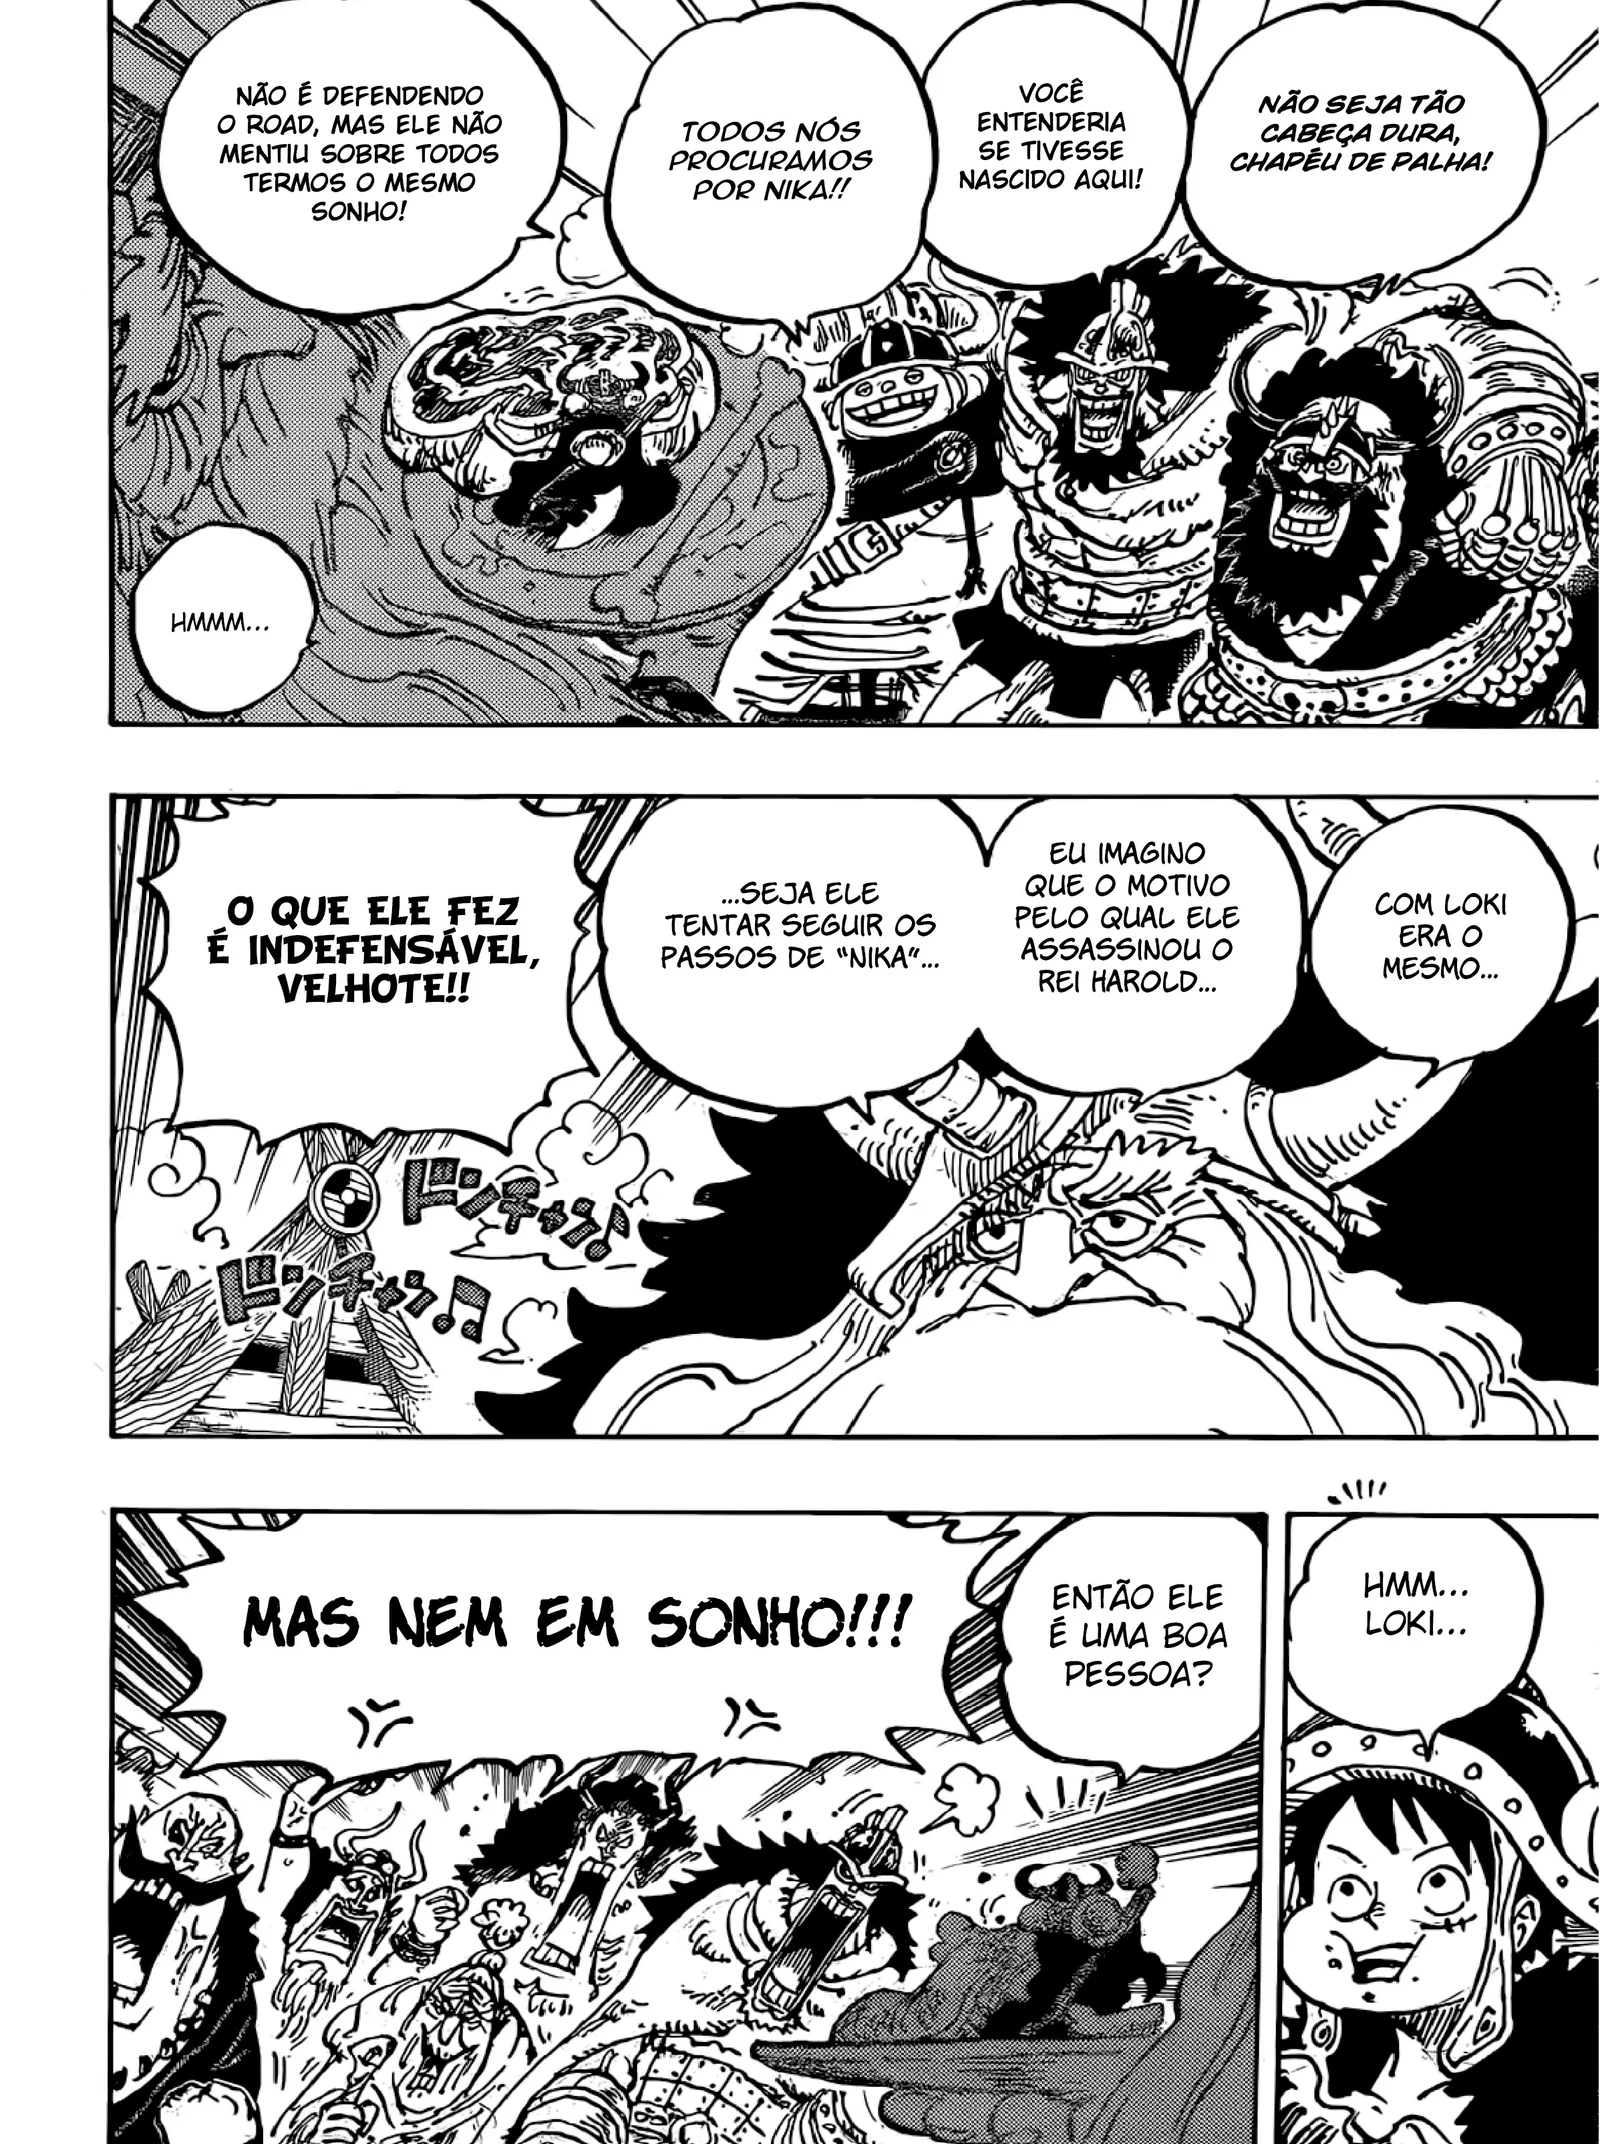 NÃO SEJA TÃO
CABEÇA DURA,
CHAPÉU DE PALHA!
VOCÊ
ENTENDERIA
SE TIVESSE
NASCIDO AQUI!
TODOS NÓS
PROCURAMOS
POR NIKA!!
NÃO É DEFENDENDO
O ROAD, MAS ELE NÃO
MENTIU SOBRE TODOS
TERMOS O MESMO
SONHO!
HMMM...
COM LOKI
ERA O
MESMO...
EU IMAGINO
QUE O MOTIVO
PELO QUAL ELE
ASSASSINOU O
REI HAROLD...
...SEJA ELE
TENTAR SEGUIR OS
PASSOS DE "NIKA"...
O QUE ELE FEZ
É INDEFENSÁVEL,
VELHOTE!!
ドンチャン♪
ドンチャン♫
HMM...
LOKI...
ENTÃO ELE
É UMA BOA
PESSOA?
MAS NEM EM SONHO!!!